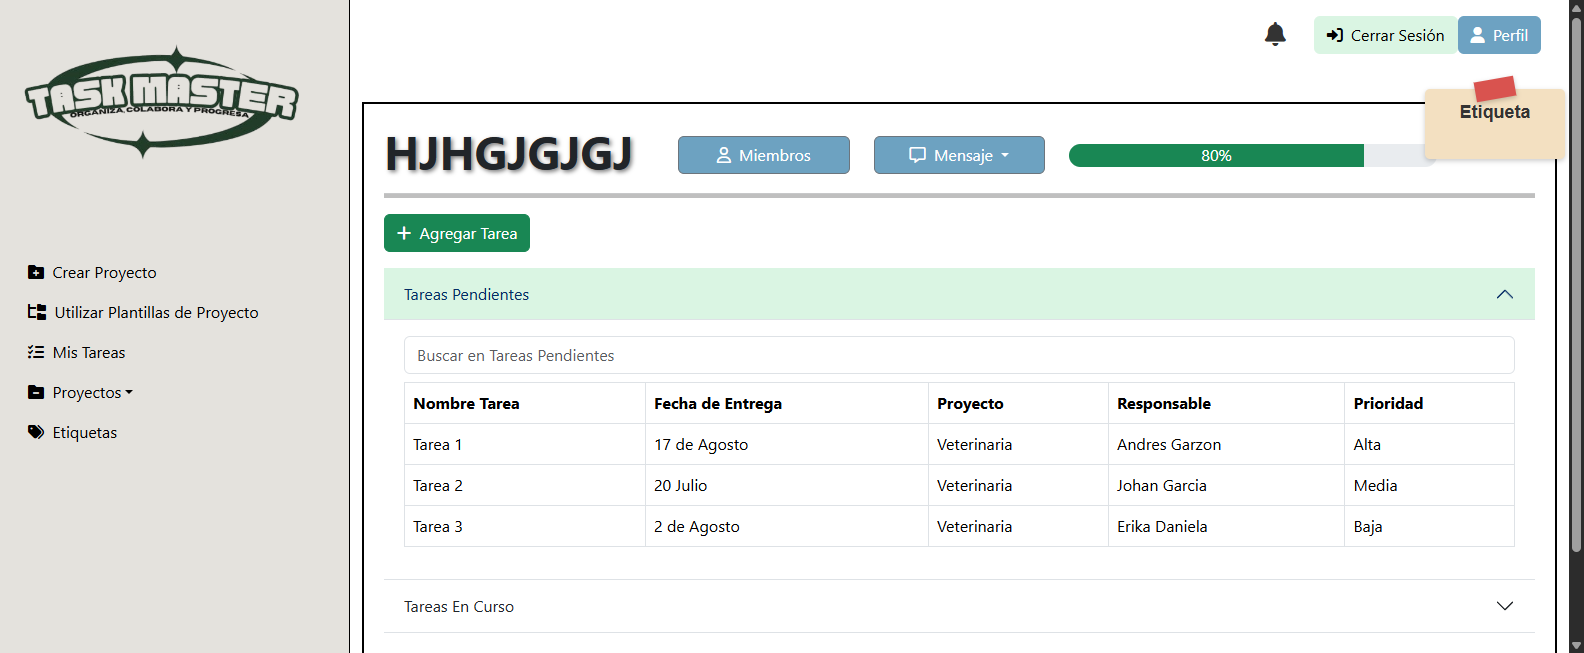 TASK MASTER
ORGANIZA, COLABORA Y PROGRESA
Crear Proyecto
Utilizar Plantillas de Proyecto
Mis Tareas
Proyectos
Etiquetas
Cerrar Sesión Perfil
Etiqueta
HJHGJGJGJ Miembros Mensaje 80%
Agregar Tarea
Tareas Pendientes
Buscar en Tareas Pendientes
Nombre Tarea Fecha de Entrega Proyecto Responsable Prioridad
Tarea 1 17 de Agosto Veterinaria Andres Garzon Alta
Tarea 2 20 Julio Veterinaria Johan Garcia Media
Tarea 3 2 de Agosto Veterinaria Erika Daniela Baja
Tareas En Curso